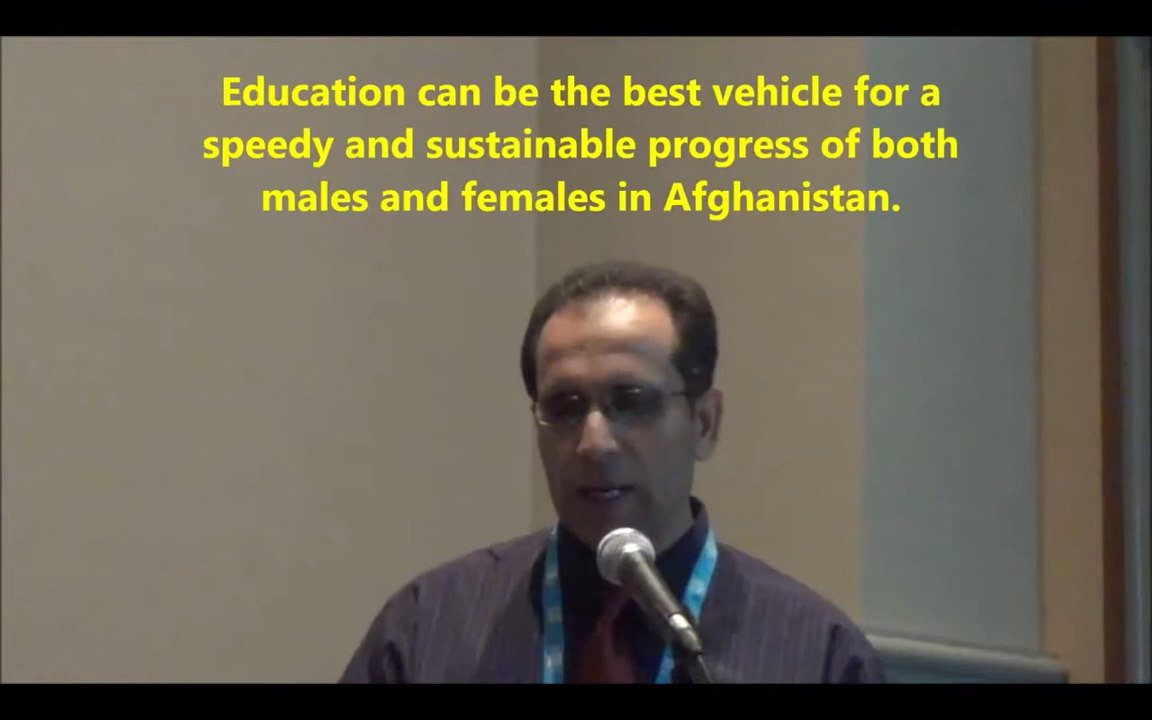 Education can be the best vehicle for a
speedy and sustainable progress of both
males and females in Afghanistan.